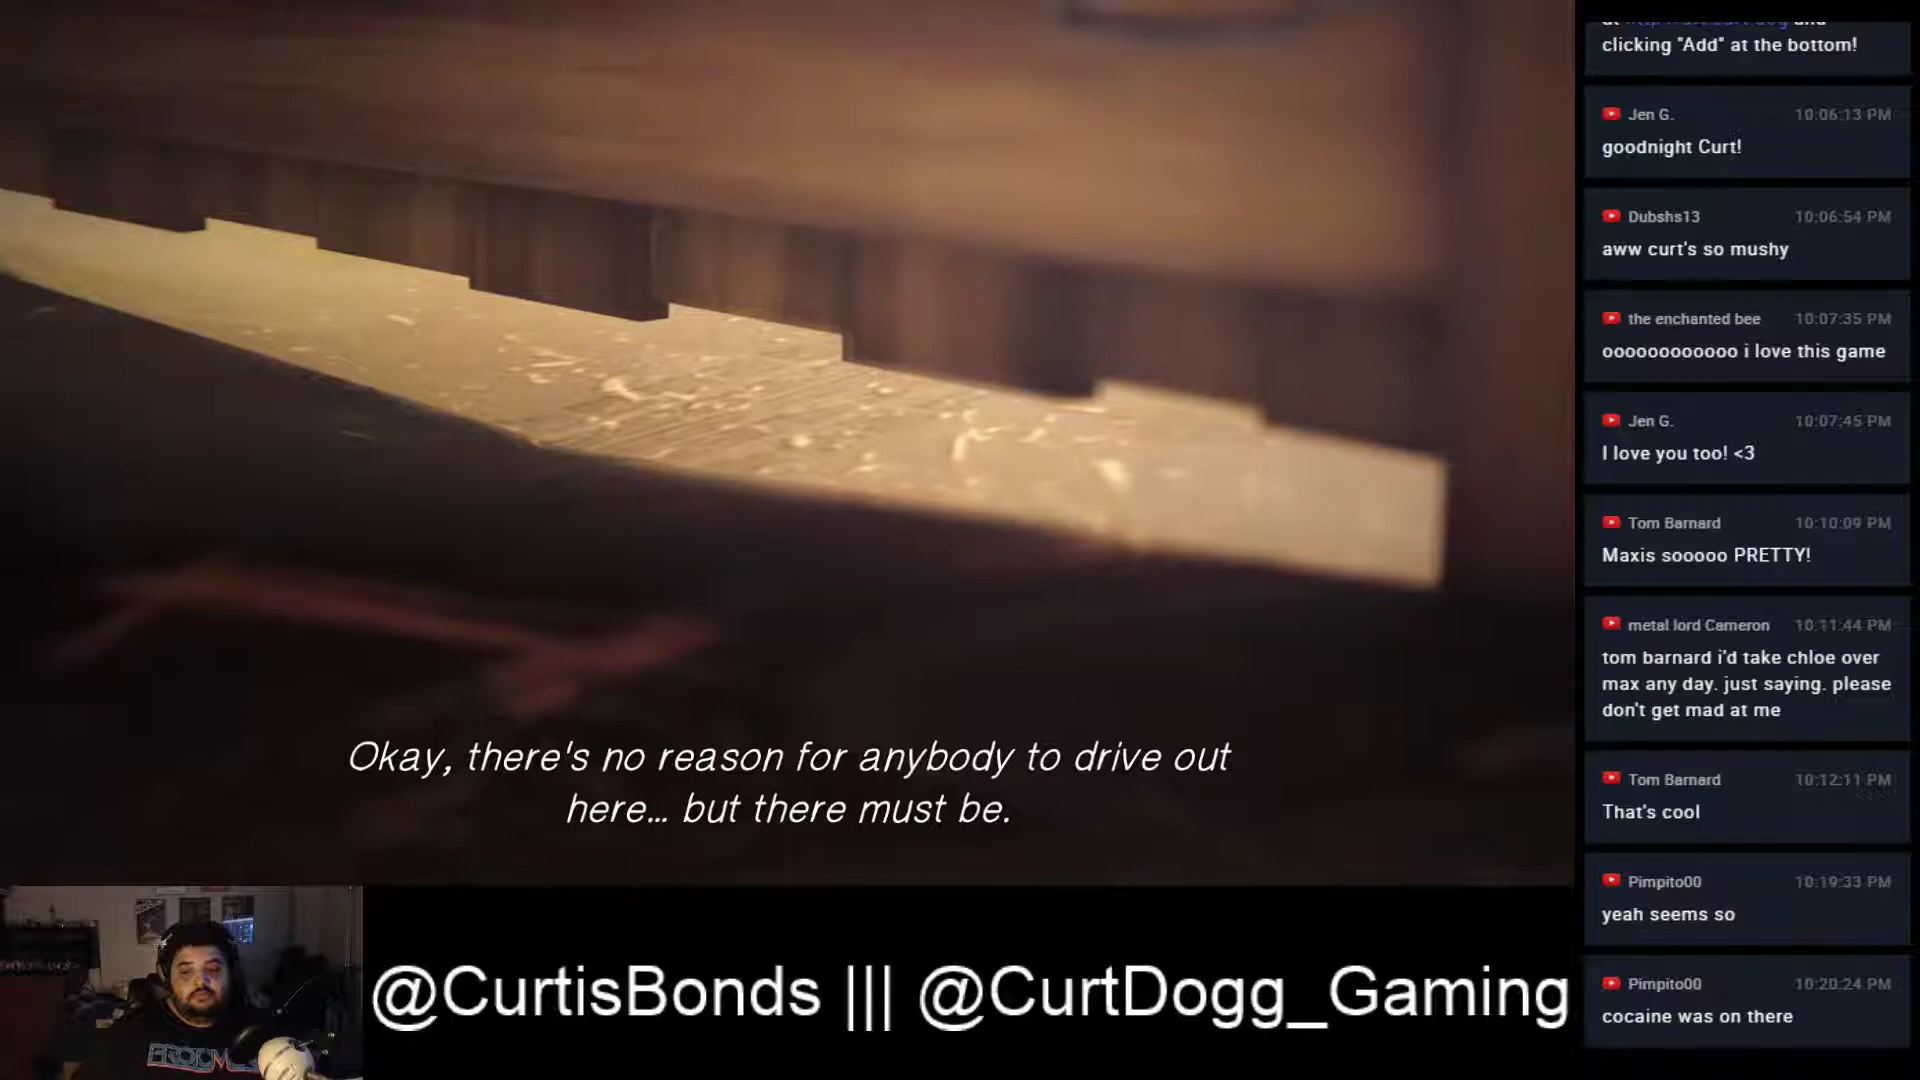 clicking "Add" at the bottom!
Jen G. 10:06:13 PM
goodnight Curt!
Dubshs13 10:06:54 PM
aww curt's so mushy
the enchanted bee 10:07:35 PM
oooooooooooo i love this game
Jen G. 10:07:45 PM
I love you too! <3
Tom Barnard 10:10:09 PM
Maxis sooooo PRETTY!
metal lord Cameron 10:11:44 PM
tom barnard i'd take chloe over
max any day. just saying. please
don't get mad at me
Tom Barnard 10:12:11 PM
That's cool
Pimpito00 10:19:33 PM
yeah seems so
Pimpito00 10:20:24 PM
cocaine was on there
Okay, there's no reason for anybody to drive out
here... but there must be.
@CurtisBonds ||| @CurtDogg_Gaming